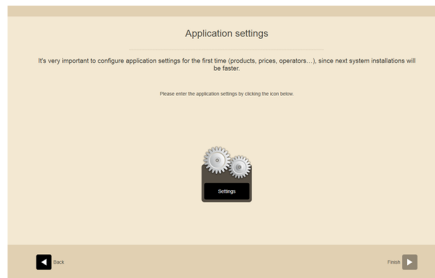 Application settings
It's very important to configure application settings for the first time (products, prices, operators…), since next system installations will
be faster.
Please enter the application settings by clicking the icon below.
Settings
Back
Finish